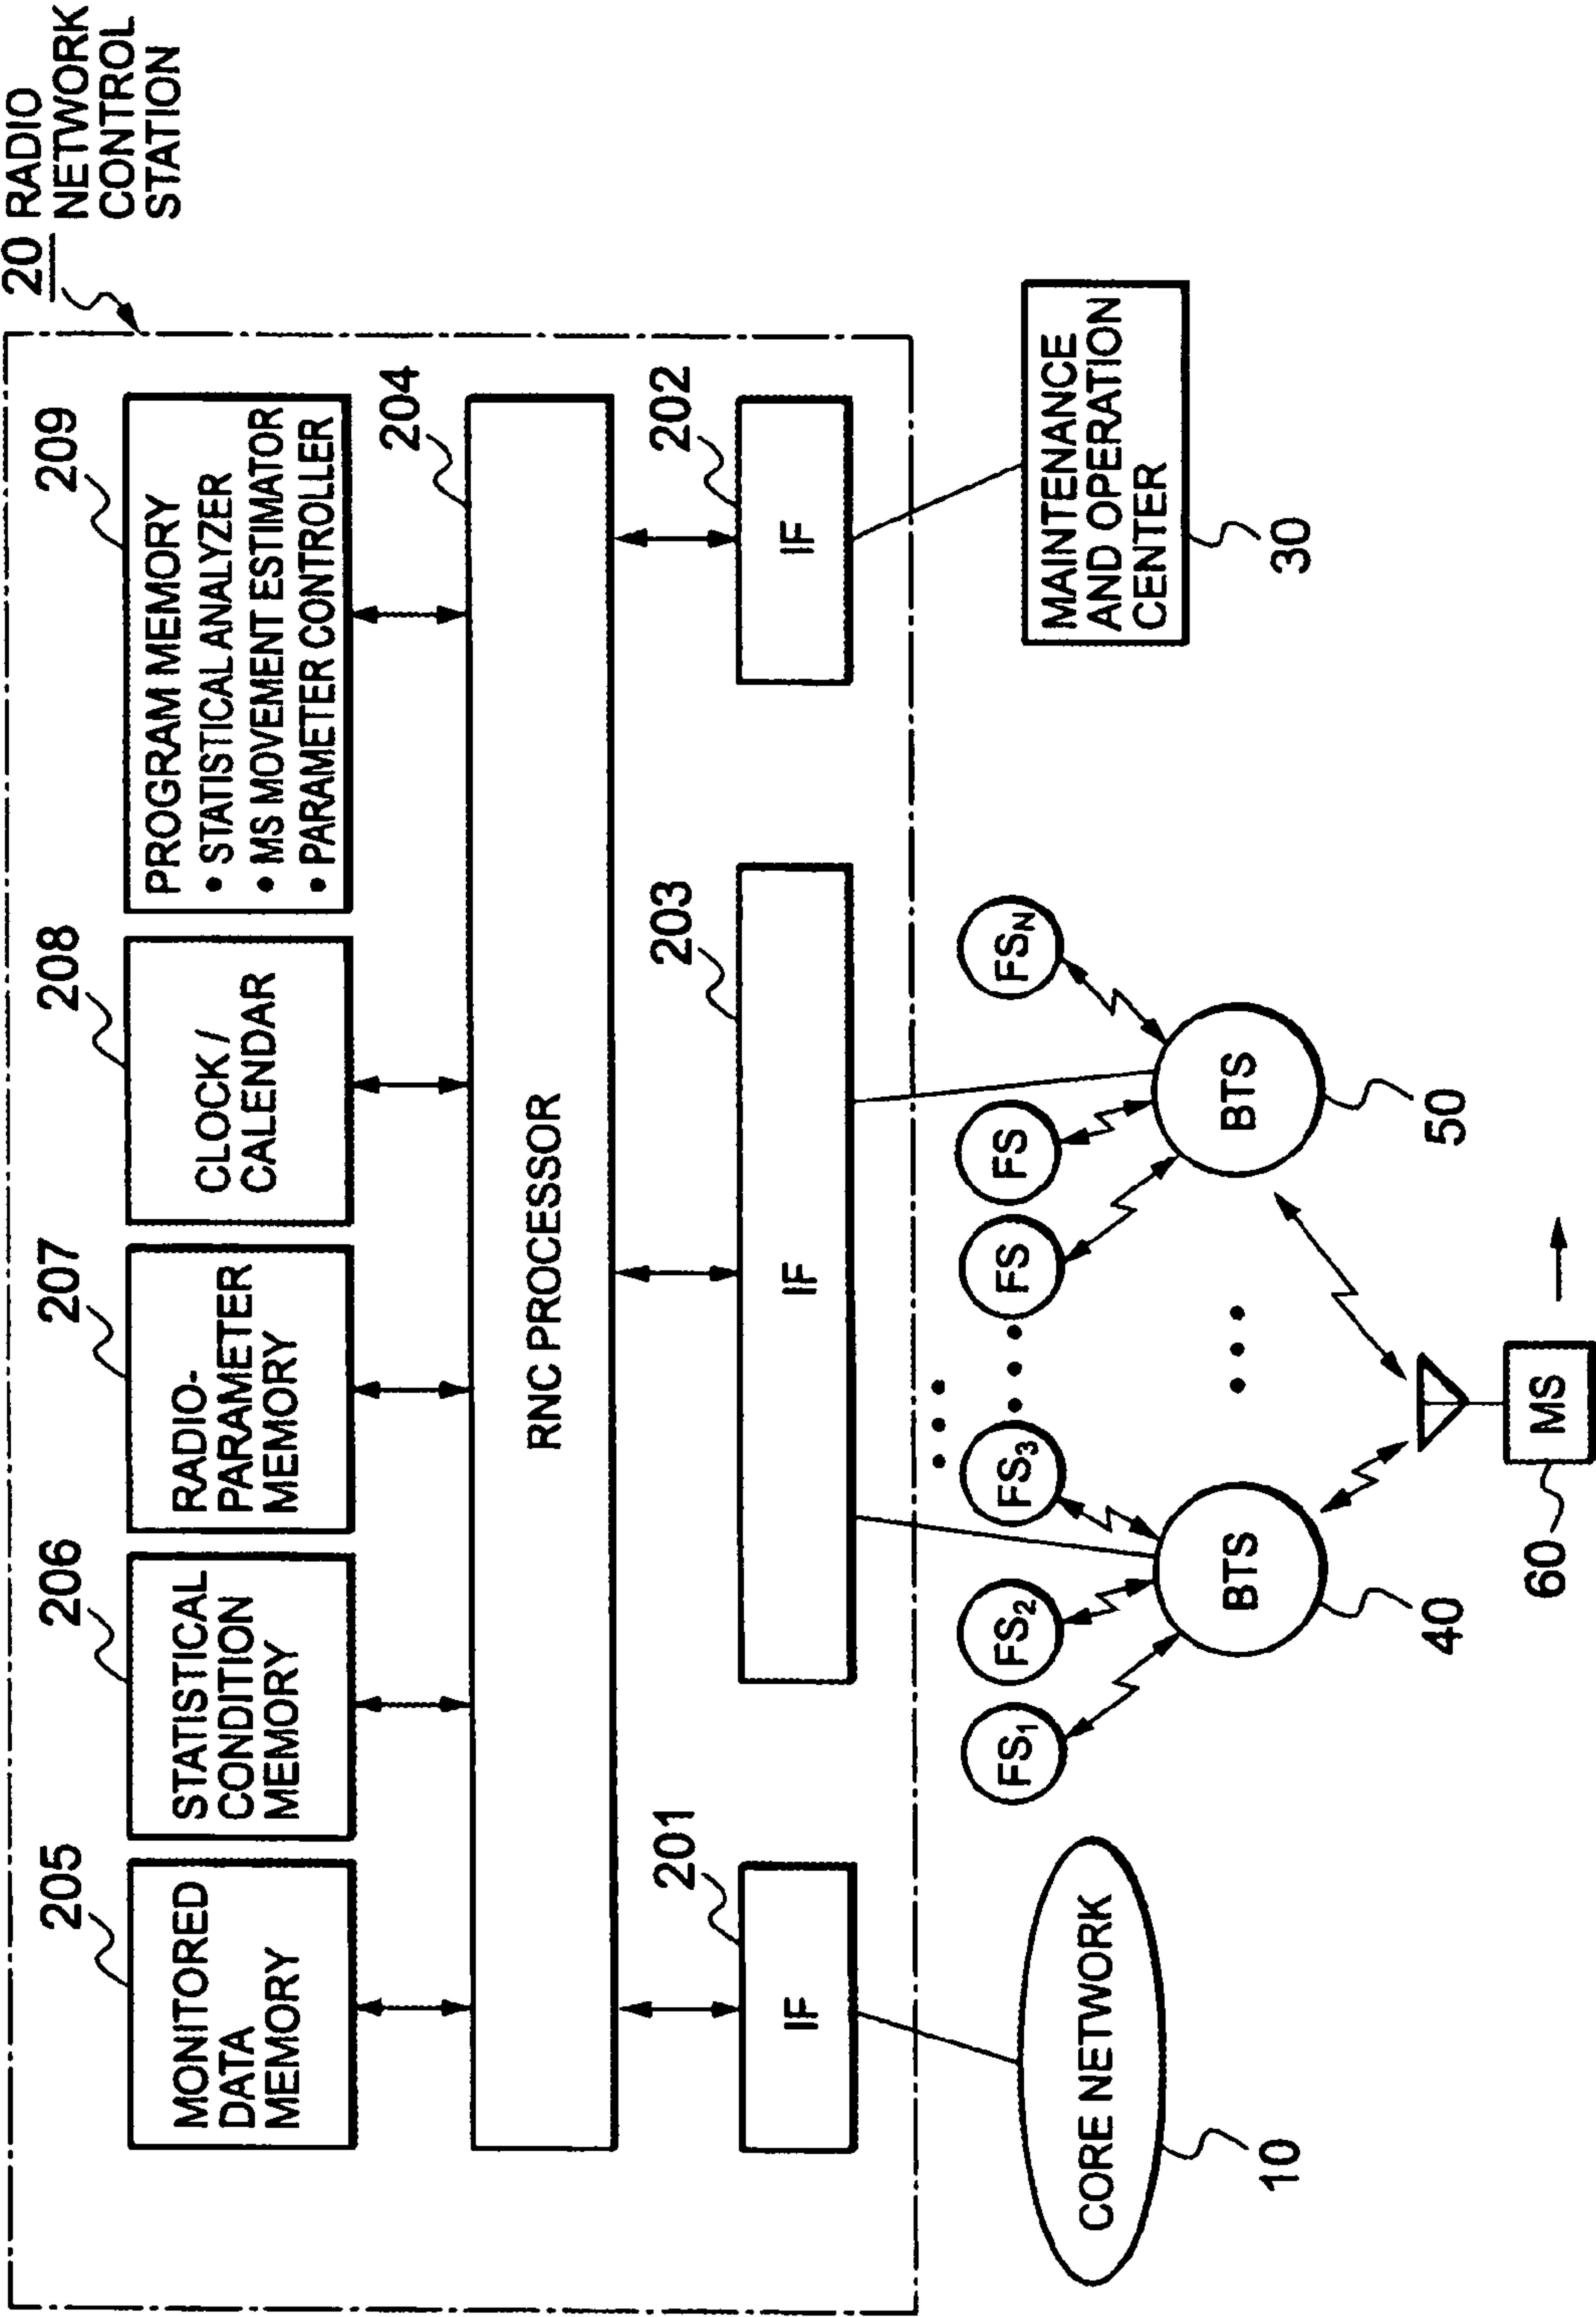 20 RADIO
NETWORK
CONTROL
STATION
205
206
207
208
209
MONITORED
DATA
MEMORY
STATISTICAL
CONDITION
MEMORY
RADIO-
PARAMETER
MEMORY
CLOCK /
CALENDAR
PROGRAM MEMORY
• STATISTICAL ANALYZER
• MS MOVEMENT ESTIMATOR
• PARAMETER CONTROLLER
204
RNC PROCESSOR
201
203
202
IF
IF
IF
CORE NETWORK
10
FS1
FS2
FS3
FS
FS
FSN
MAINTENANCE
AND OPERATION
CENTER
30
BTS
BTS
40
50
MS
60